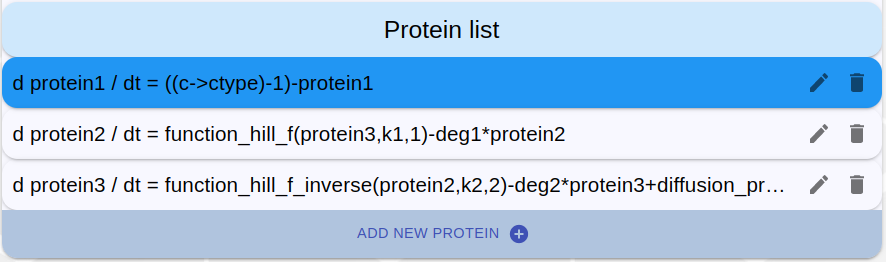 Protein list
d protein1 / dt = ((c->ctype)-1)-protein1
d protein2 / dt = function_hill_f(protein3,k1,1)-deg1*protein2
d protein3 / dt = function_hill_f_inverse(protein2,k2,2)-deg2*protein3+diffusion_pr…
ADD NEW PROTEIN